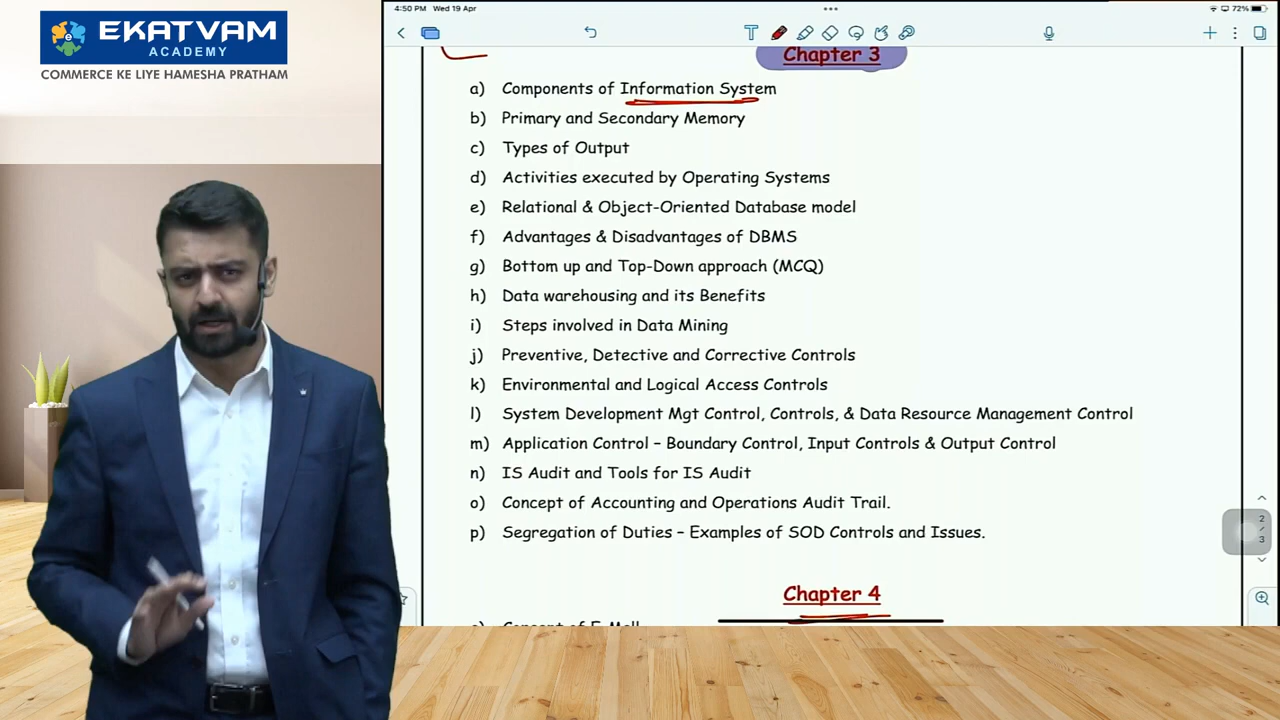 EKATVAM
ACADEMY
COMMERCE KE LIYE HAMESHA PRATHAM
4:50 PM Wed 19 Apr
72%
Chapter 3
a) Components of Information System
b) Primary and Secondary Memory
c) Types of Output
d) Activities executed by Operating Systems
e) Relational & Object-Oriented Database model
f) Advantages & Disadvantages of DBMS
g) Bottom up and Top-Down approach (MCQ)
h) Data warehousing and its Benefits
i) Steps involved in Data Mining
j) Preventive, Detective and Corrective Controls
k) Environmental and Logical Access Controls
l) System Development Mgt Control, Controls, & Data Resource Management Control
m) Application Control – Boundary Control, Input Controls & Output Control
n) IS Audit and Tools for IS Audit
o) Concept of Accounting and Operations Audit Trail.
p) Segregation of Duties – Examples of SOD Controls and Issues.
2
/
3
Chapter 4
a) Concept of E-Mall